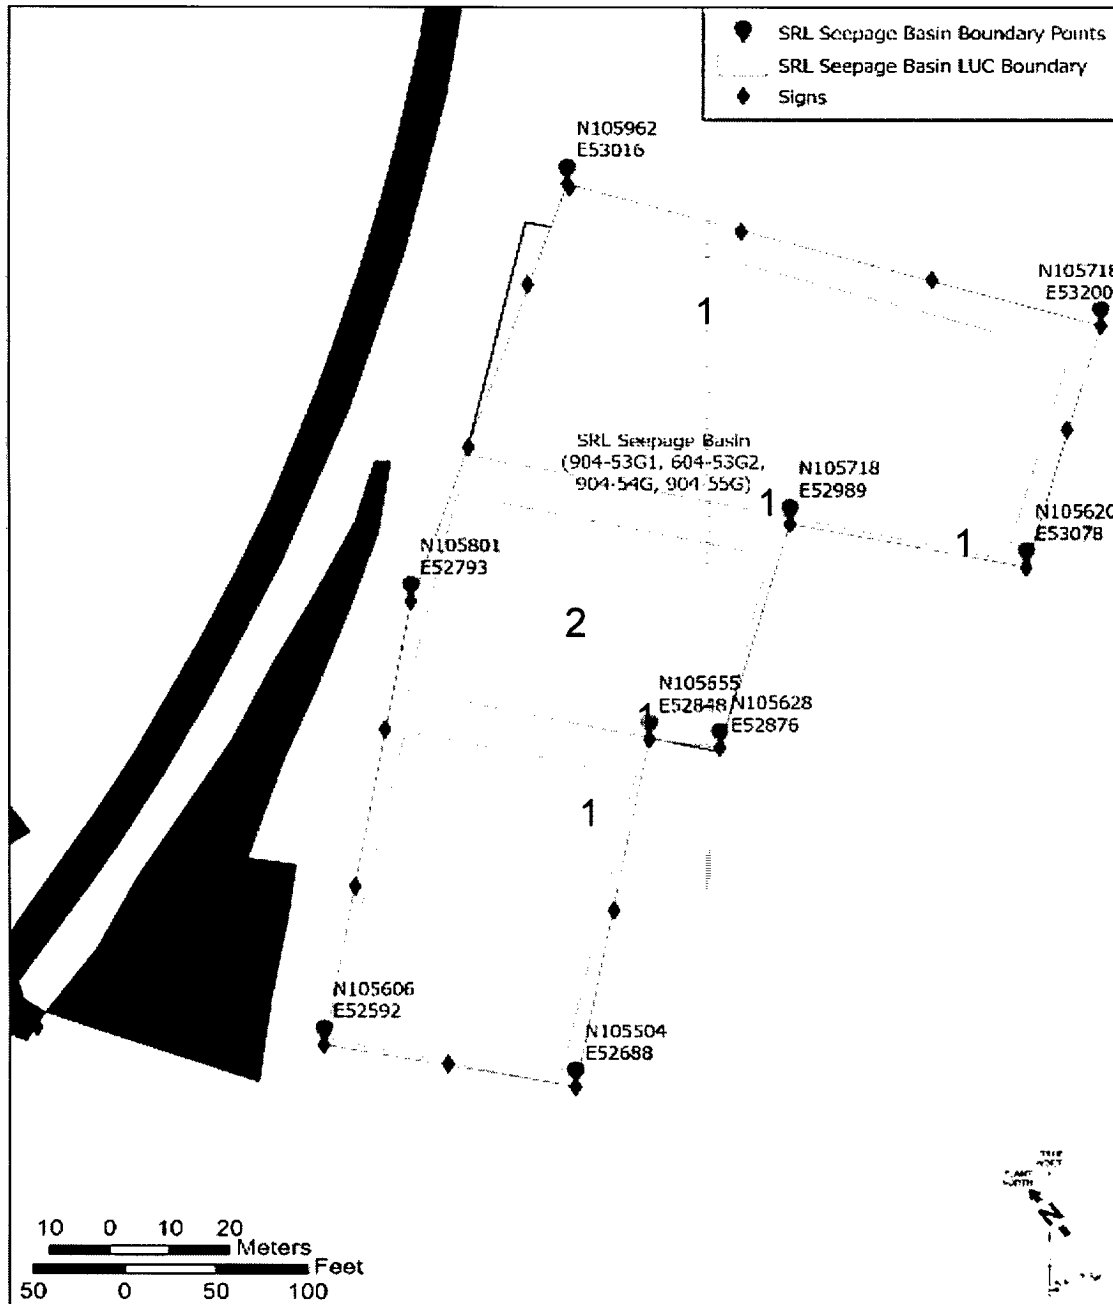 SRL Seepage Basin Boundary Points
SRL Seepage Basin LUC Boundary
Signs
N105962
E53016
N105718
E53200
1
SRL Seepage Basin
(904-53G1, 604-53G2,
904-54G, 904-55G)
N105718
E52989
1
N105620
E53078
1
N105801
E52793
2
N105655
E52848
1
N105628
E52876
1
N105606
E52592
N105504
E52688
PLANT
NORTH
N
10 0 10 20
Meters
Feet
50 0 50 100